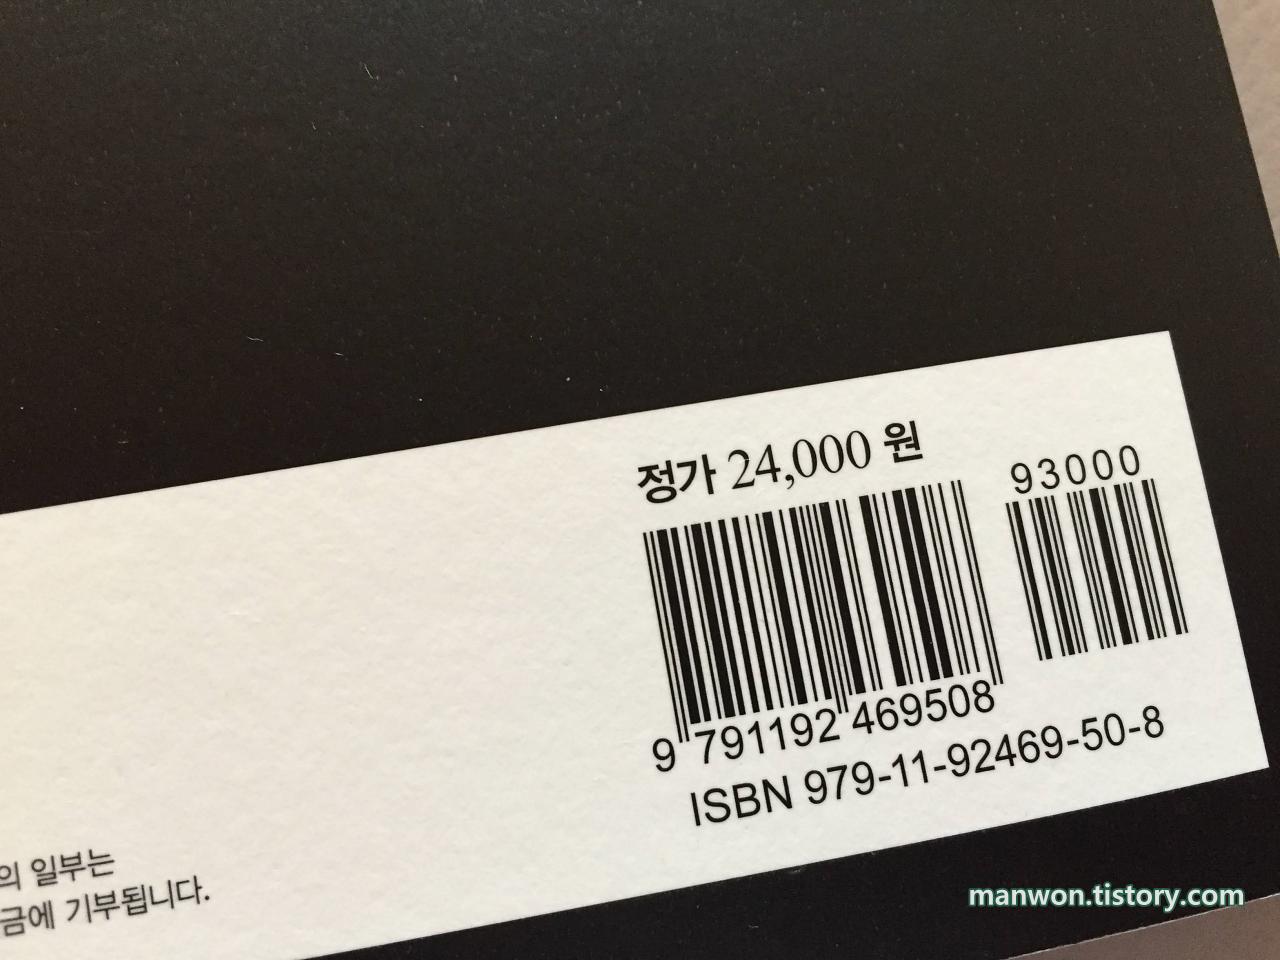 정가 24,000 원
93000
9 791192 469508
ISBN 979-11-92469-50-8
의 일부는
금에 기부됩니다.
manwon.tistory.com